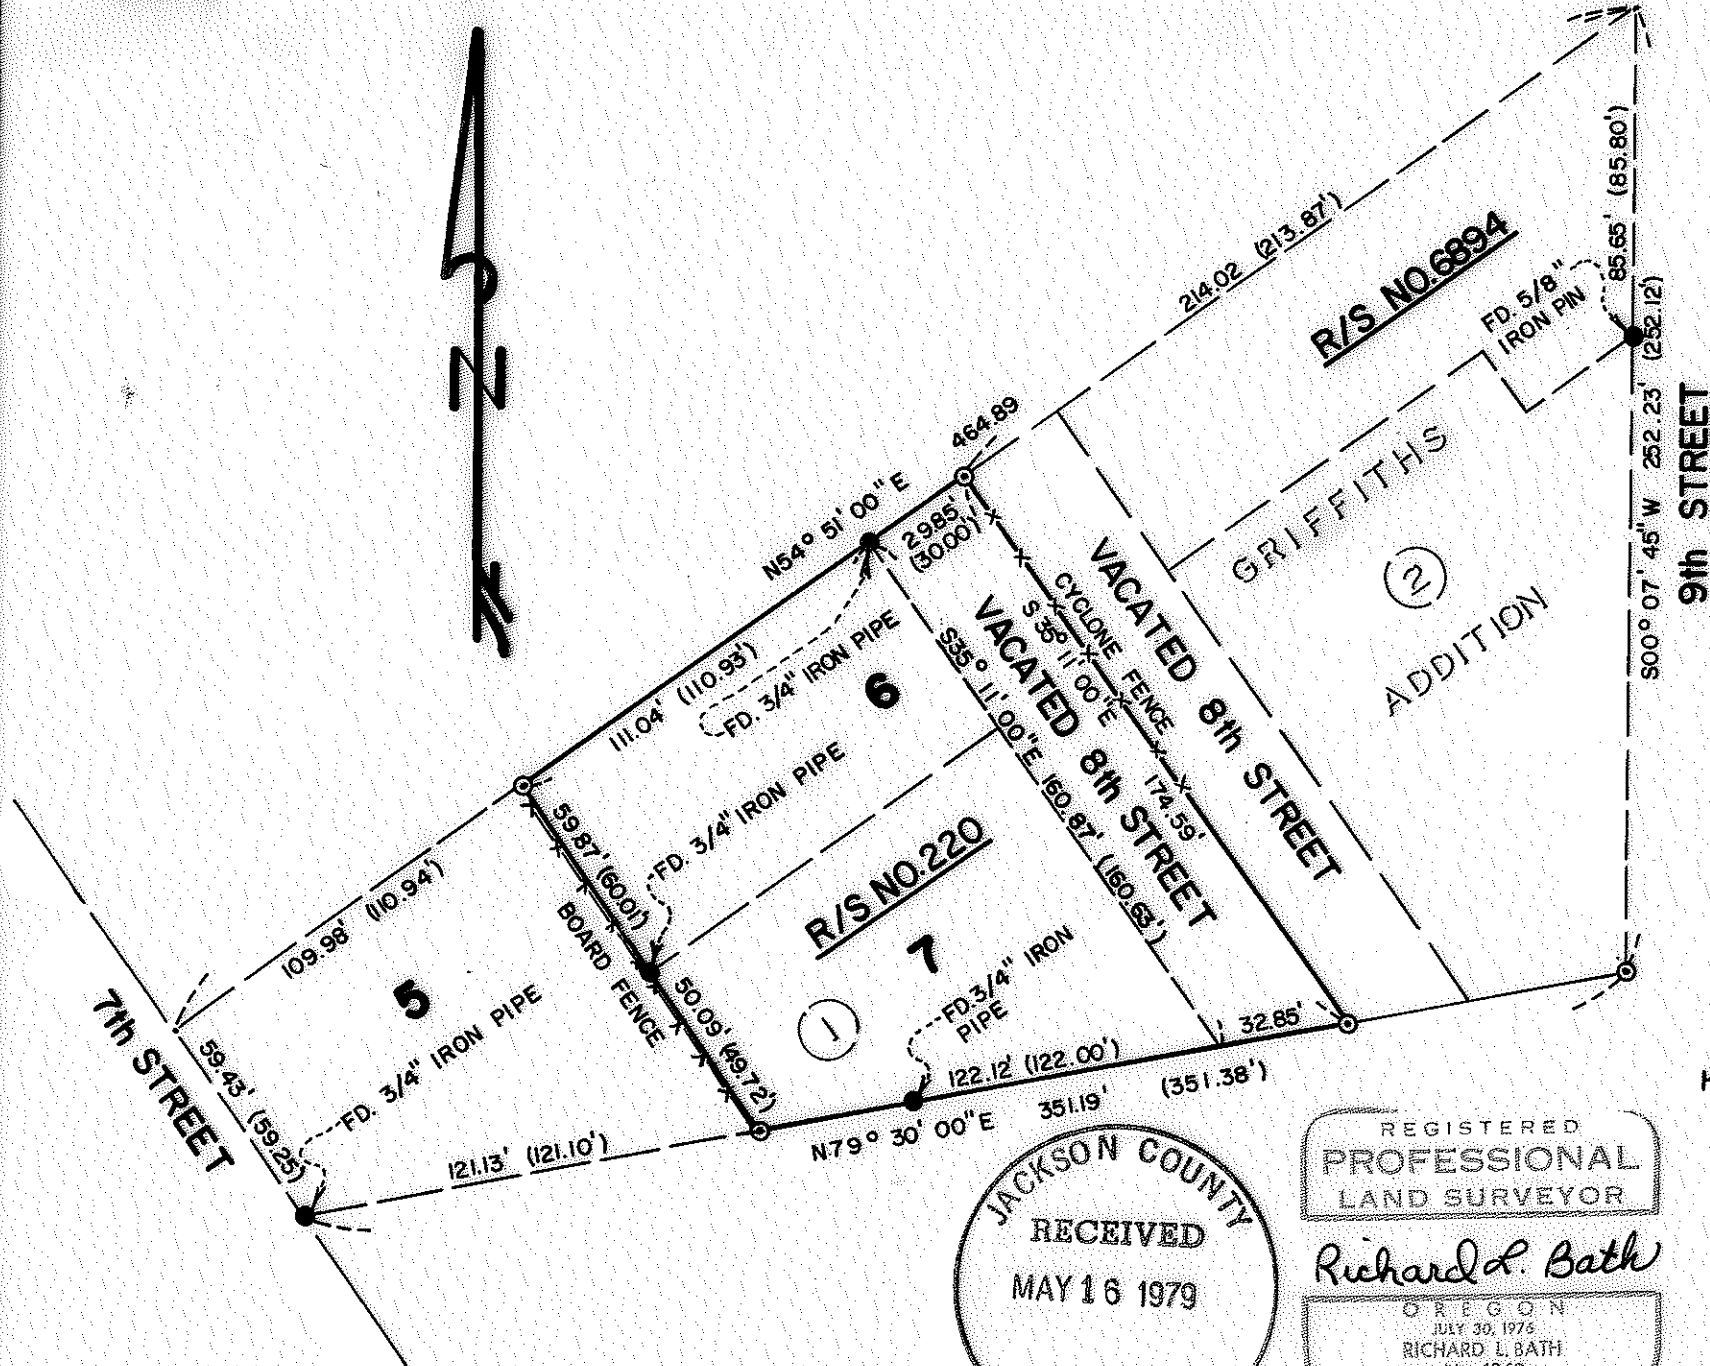 N
85.65' (85.80')
214.02 (213.87')
R/S NO.6894
FD. 5/8"
IRON PIN
S00° 07' 45" W 252.23' (252.12')
9th STREET
464.89
N54° 51' 00" E
29.85'
(30.00')
GRIFFITHS
2
ADDITION
VACATED 8th STREET
CYCLONE FENCE
S 35° 11' 00" E 174.59'
VACATED 8th STREET
S35° 11' 00"E 160.87' (160.63')
111.04' (110.93')
FD. 3/4" IRON PIPE
6
FD. 3/4" IRON PIPE
59.87' (60.01')
BOARD FENCE
R/S NO.220
7
109.98' (110.94')
5
FD. 3/4" IRON PIPE
7th STREET
59.43' (59.25')
50.09' (49.72')
1
FD.3/4" IRON
PIPE
32.85'
122.12' (122.00')
121.13' (121.10')
N79° 30' 00"E 351.19' (351.38')
JACKSON COUNTY
RECEIVED
MAY 16 1979
REGISTERED
PROFESSIONAL
LAND SURVEYOR
Richard L. Bath
OREGON
JULY 30, 1976
RICHARD L. BATH